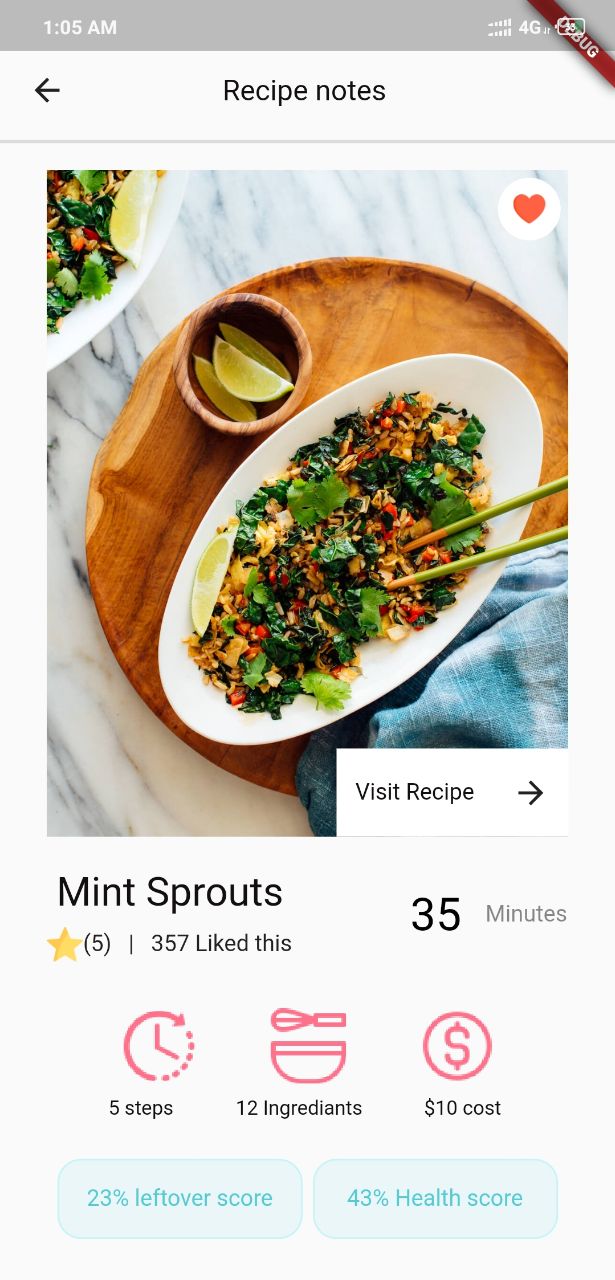 1:05 AM
4G
DEBUG
Recipe notes
Visit Recipe
Mint Sprouts
35 Minutes
(5) | 357 Liked this
5 steps
12 Ingrediants
$10 cost
23% leftover score
43% Health score